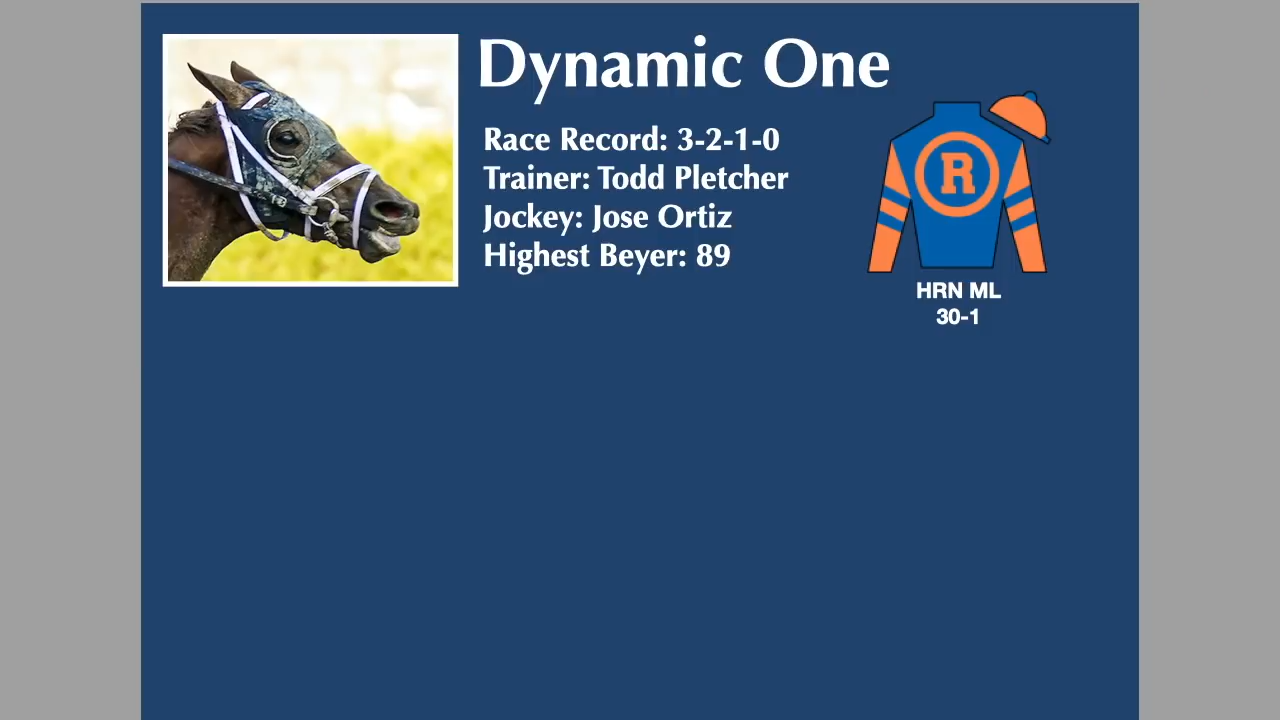 Dynamic One
Race Record: 3-2-1-0
Trainer: Todd Pletcher
Jockey: Jose Ortiz
Highest Beyer: 89
R
HRN ML
30-1